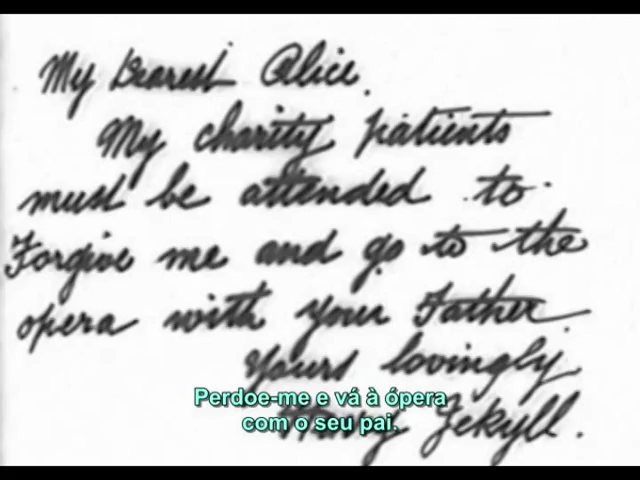 My Dearest Alice.
My charity patients
must be attended to.
Forgive me and go to the
opera with your Father.
Yours lovingly
Perdoe-me e vá à ópera
com o seu pai.
Harry Jekyll.